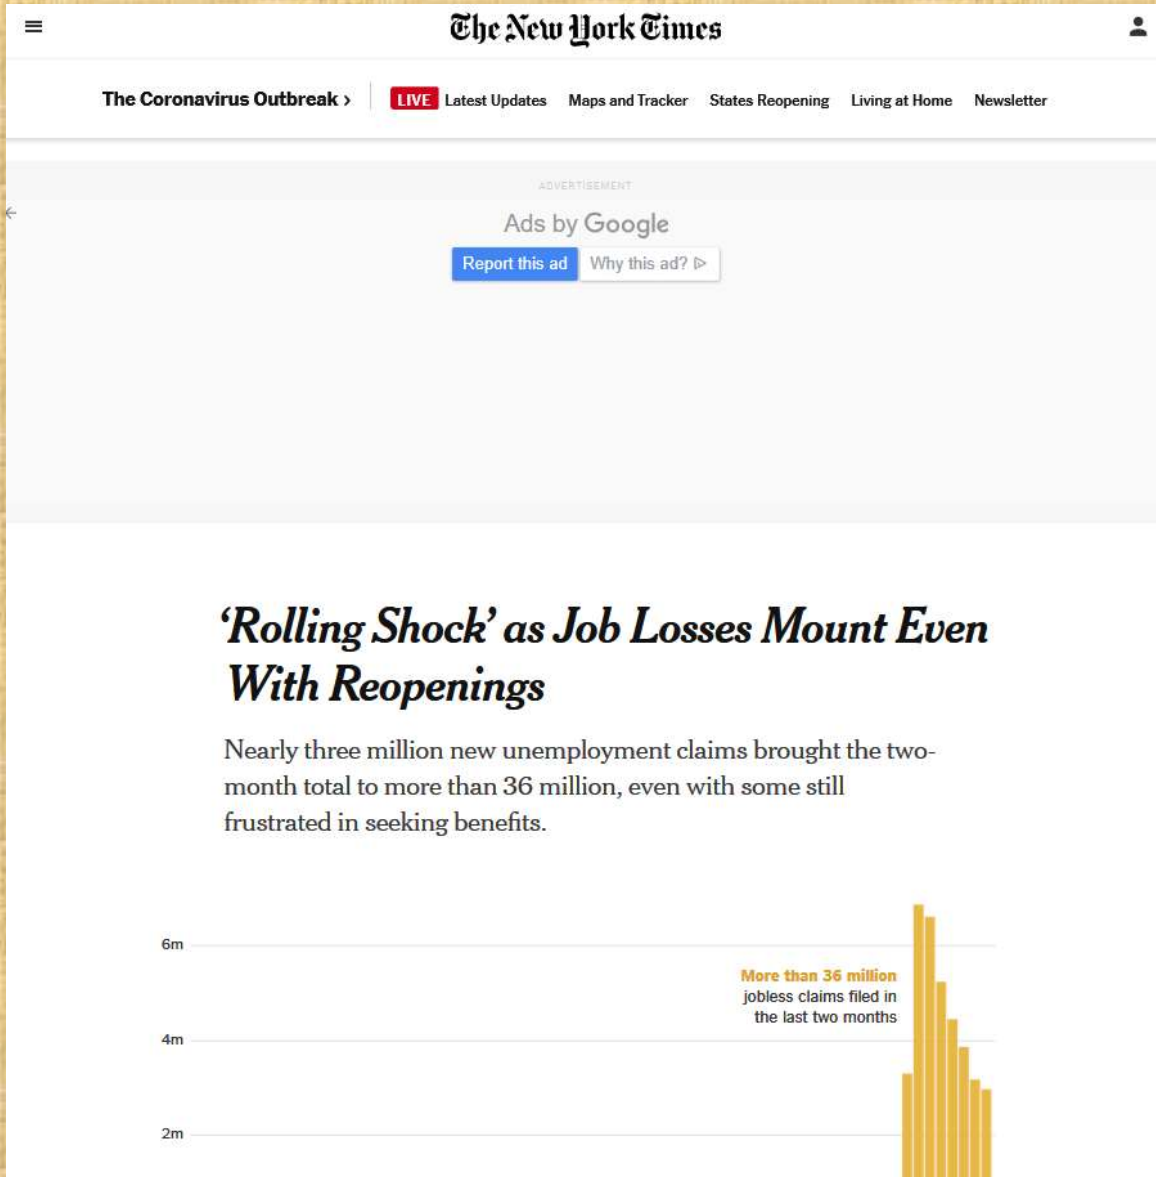 The New York Times
The Coronavirus Outbreak › LIVE Latest Updates Maps and Tracker States Reopening Living at Home Newsletter
ADVERTISEMENT
Ads by Google
Report this ad Why this ad?
‘Rolling Shock’ as Job Losses Mount Even
With Reopenings
Nearly three million new unemployment claims brought the two-
month total to more than 36 million, even with some still
frustrated in seeking benefits.
6m
More than 36 million
jobless claims filed in
the last two months
4m
2m